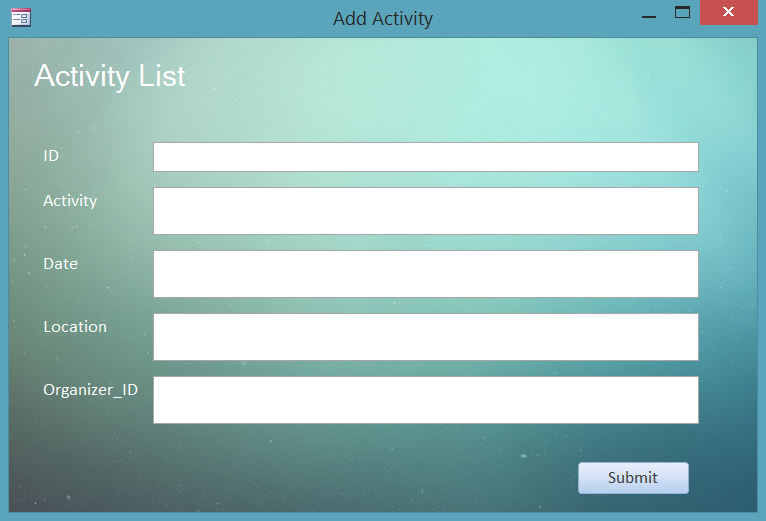 Add Activity
Activity List
ID
Activity
Date
Location
Organizer_ID
Submit